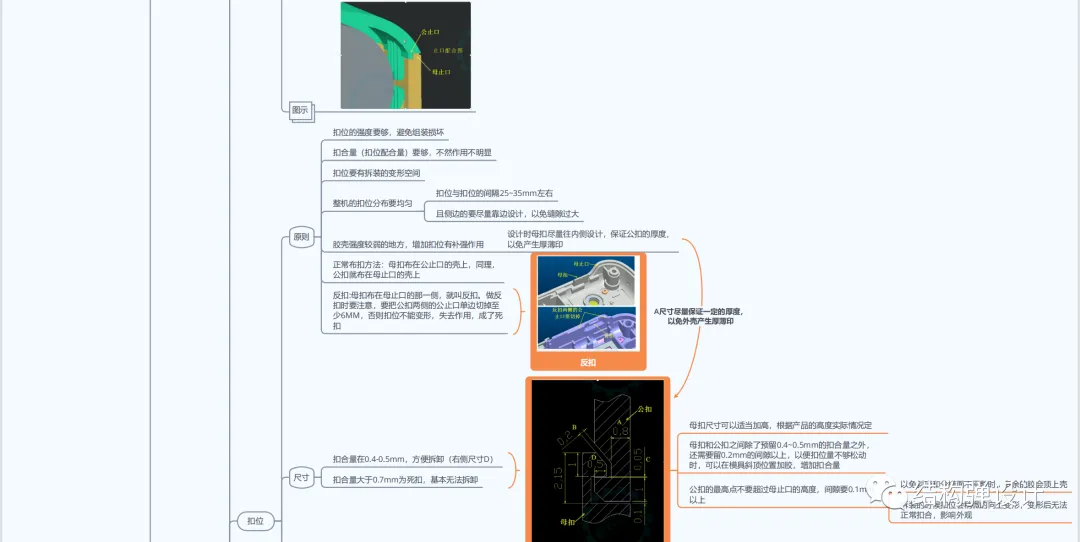 公止口
止口配合部
母止口
图示
扣位的强度要够，避免组装损坏
扣合量（扣位配合量）要够，不然作用不明显
扣位要有拆装的变形空间
整机的扣位分布要均匀
扣位与扣位的间隔25~35mm左右
且侧边的要尽量靠边设计，以免缝隙过大
原则
胶壳强度较弱的地方，增加扣位有补强作用
设计时母扣尽量往内侧设计，保证公扣的厚度，
以免产生厚薄印
正常布扣方法：母扣布在公止口的壳上，同理，
公扣就布在母止口的壳上
反扣:母扣布在母止口的那一侧，就叫反扣。做反
扣时要注意，要把公扣两侧的公止口单边切掉至
少6MM，否则扣位不能变形，失去作用，成了死
扣
母止口
母扣
反扣两侧的公
止口要切掉
反扣
A尺寸尽量保证一定的厚度，
以免外壳产生厚薄印
公扣
A
B
0.2
0.8
D
0.5
0.05
C
2.15
1
1
0.1
母扣
尺寸
扣合量在0.4-0.5mm，方便拆卸（右侧尺寸D）
扣合量大于0.7mm为死扣，基本无法拆卸
母扣尺寸可以适当加高，根据产品的高度实际情况定
母扣和公扣之间除了预留0.4~0.5mm的扣合量之外，
还需要留0.2mm的间隙以上，以便扣位量不够松动
时，可以在模具斜顶位置加胶，增加扣合量
公扣的最高点不要超过母止口的高度，间隙要0.1mm
以上
以免
时，
余的胶会顶上壳
变形，变形后无法
正常扣合，影响外观
结构理设计
扣位